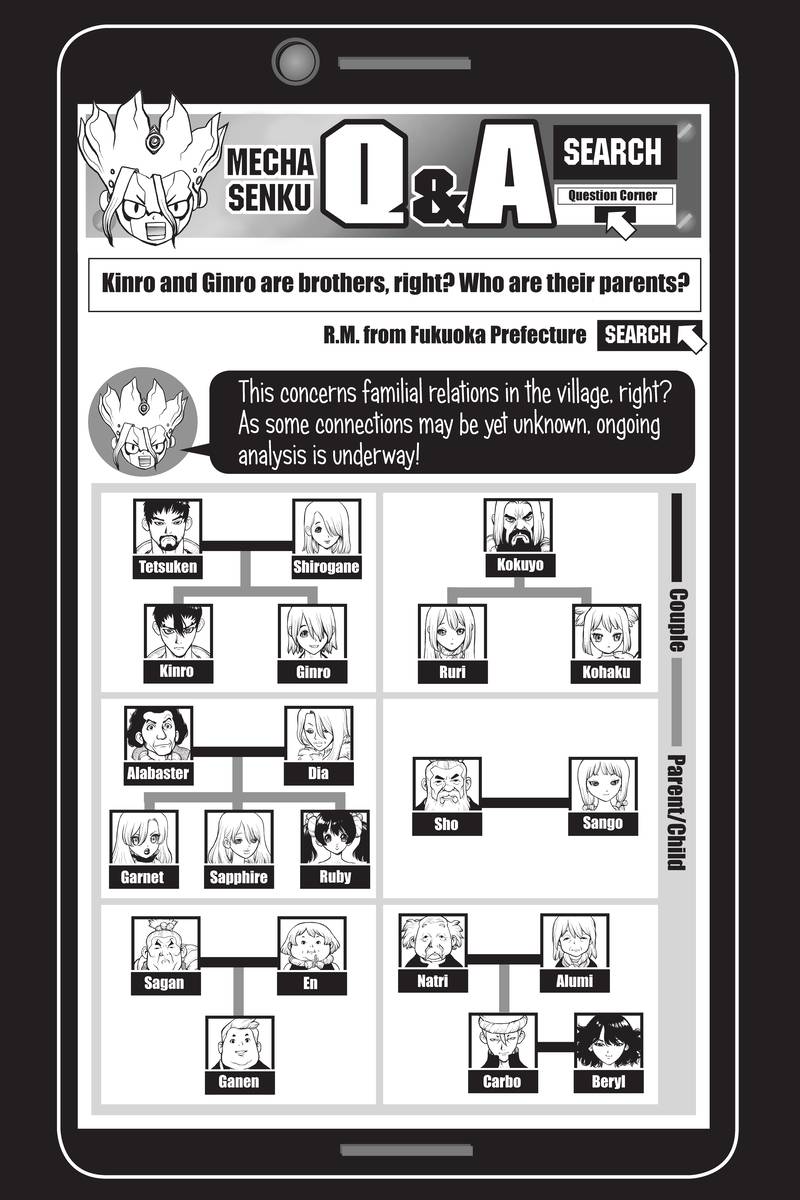 MECHA
SENKU
Q&A
SEARCH
Question Corner
Kinro and Ginro are brothers, right? Who are their parents?
R.M. from Fukuoka Prefecture
SEARCH
This concerns familial relations in the village, right?
As some connections may be yet unknown, ongoing
analysis is underway!
Tetsuken
Shirogane
Kinro
Ginro
Kokuyo
Ruri
Kohaku
Couple
Parent/Child
Alabaster
Dia
Garnet
Sapphire
Ruby
Sho
Sango
Sagan
En
Ganen
Natri
Alumi
Carbo
Beryl